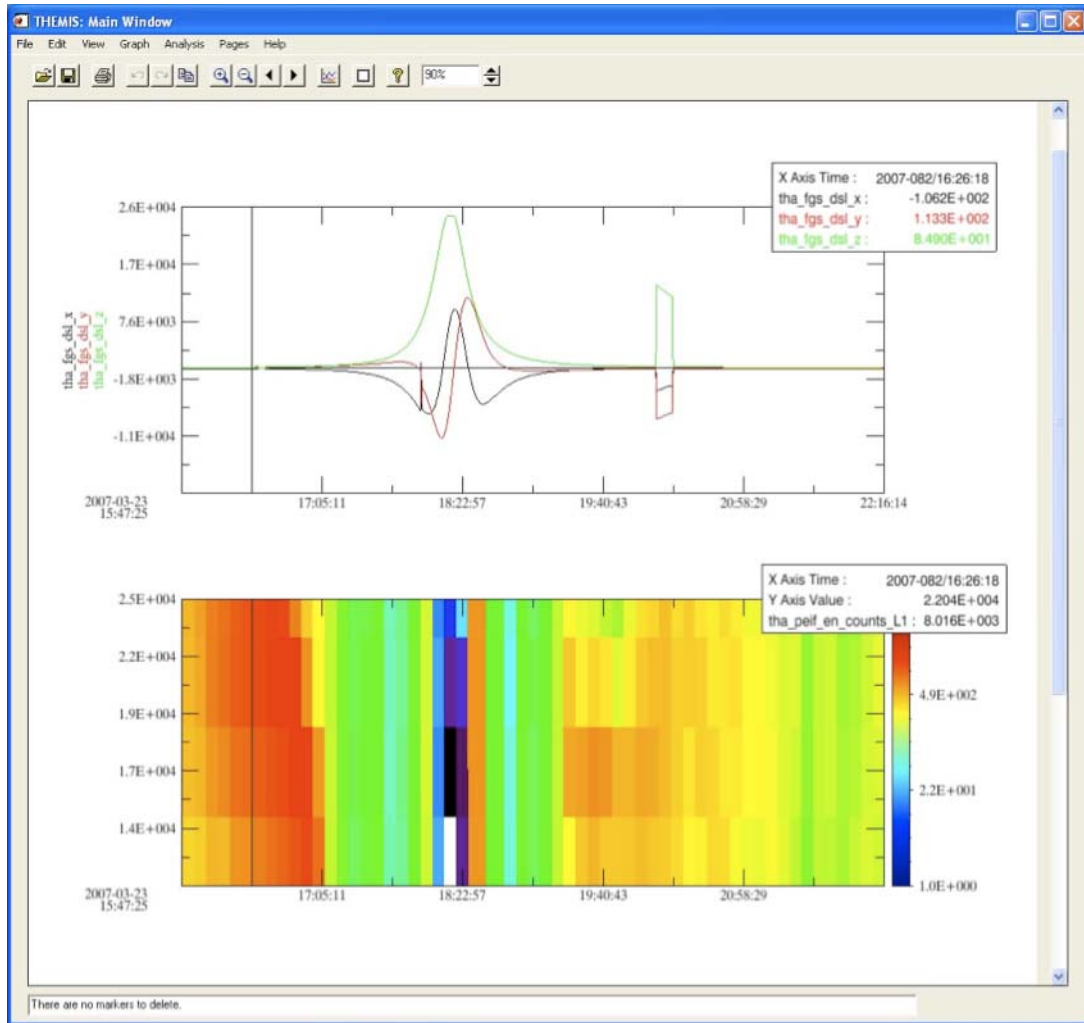 THEMIS: Main Window
File Edit View Graph Analysis Pages Help
90%
X Axis Time : 2007-082/16:26:18
tha_fgs_dsl_x : -1.062E+002
tha_fgs_dsl_y : 1.133E+002
tha_fgs_dsl_z : 8.490E+001
2.6E+004
1.7E+004
7.6E+003
-1.8E+003
-1.1E+004
tha_fgs_dsl_x
tha_fgs_dsl_y
tha_fgs_dsl_z
2007-03-23
15:47:25 17:05:11 18:22:57 19:40:43 20:58:29 22:16:14
X Axis Time : 2007-082/16:26:18
Y Axis Value : 2.204E+004
tha_peif_en_counts_L1 : 8.016E+003
2.5E+004
2.2E+004
1.9E+004
1.7E+004
1.4E+004
4.9E+002
2.2E+001
1.0E+000
2007-03-23
15:47:25 17:05:11 18:22:57 19:40:43 20:58:29
There are no markers to delete.